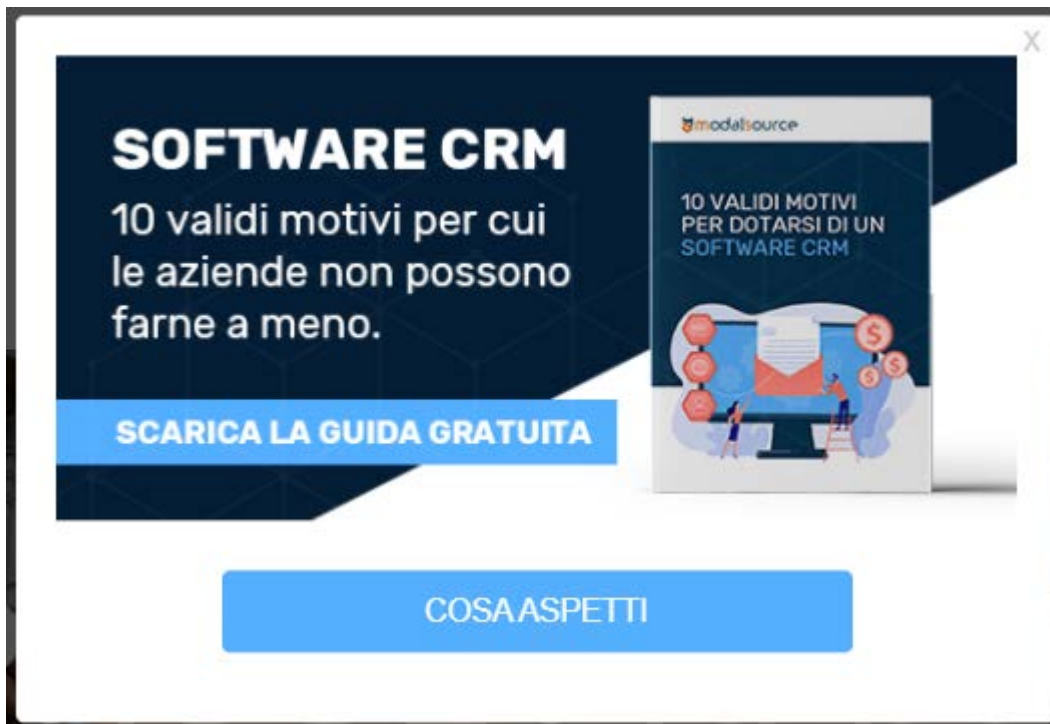 X
SOFTWARE CRM
10 validi motivi per cui
le aziende non possono
farne a meno.
SCARICA LA GUIDA GRATUITA
modalsource
10 VALIDI MOTIVI
PER DOTARSI DI UN
SOFTWARE CRM
COSA ASPETTI